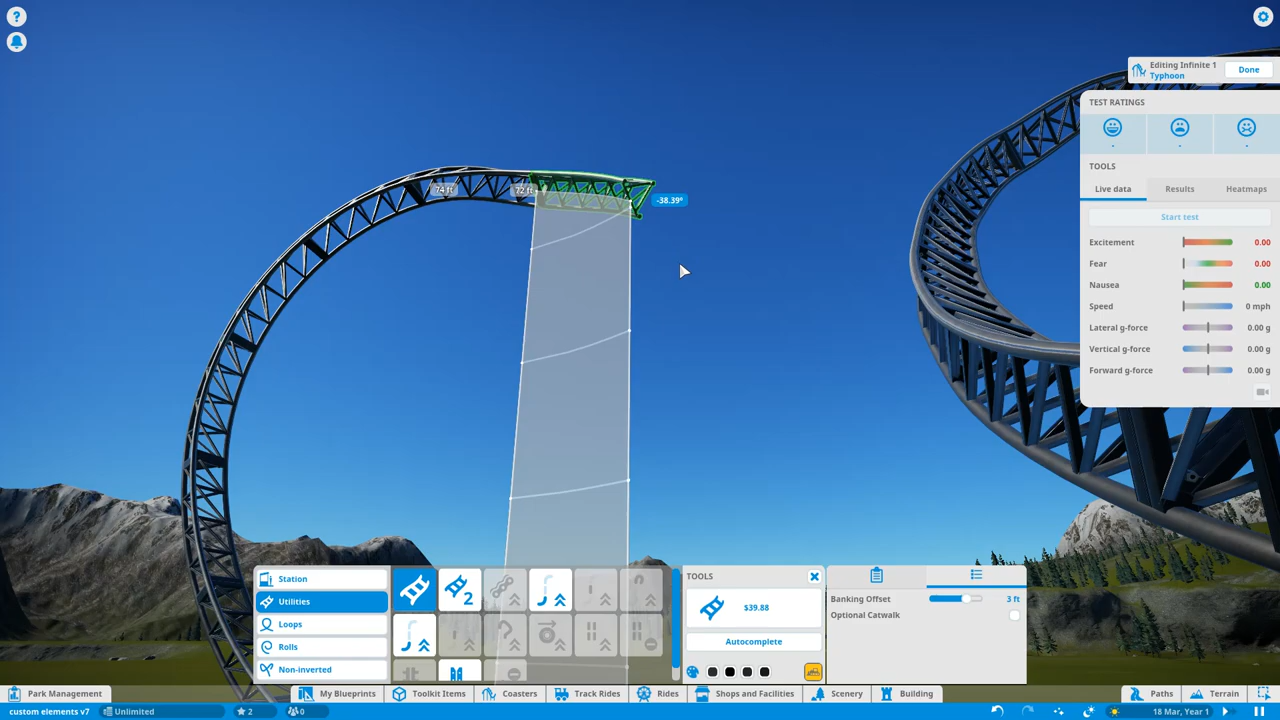 ?
Editing Infinite 1
Typhoon
Done
TEST RATINGS
-
-
-
TOOLS
Live data
Results
Heatmaps
Start test
Excitement 0.00
Fear 0.00
Nausea 0.00
Speed 0 mph
Lateral g-force 0.00 g
Vertical g-force 0.00 g
Forward g-force 0.00 g
74 ft
72 ft
-38.39°
Station
Utilities
Loops
Rolls
Non-inverted
2
TOOLS
$39.88
Autocomplete
Banking Offset 3 ft
Optional Catwalk
Park Management
My Blueprints
Toolkit Items
Coasters
Track Rides
Rides
Shops and Facilities
Scenery
Building
Paths
Terrain
custom elements v7
Unlimited
2
0
18 Mar, Year 1